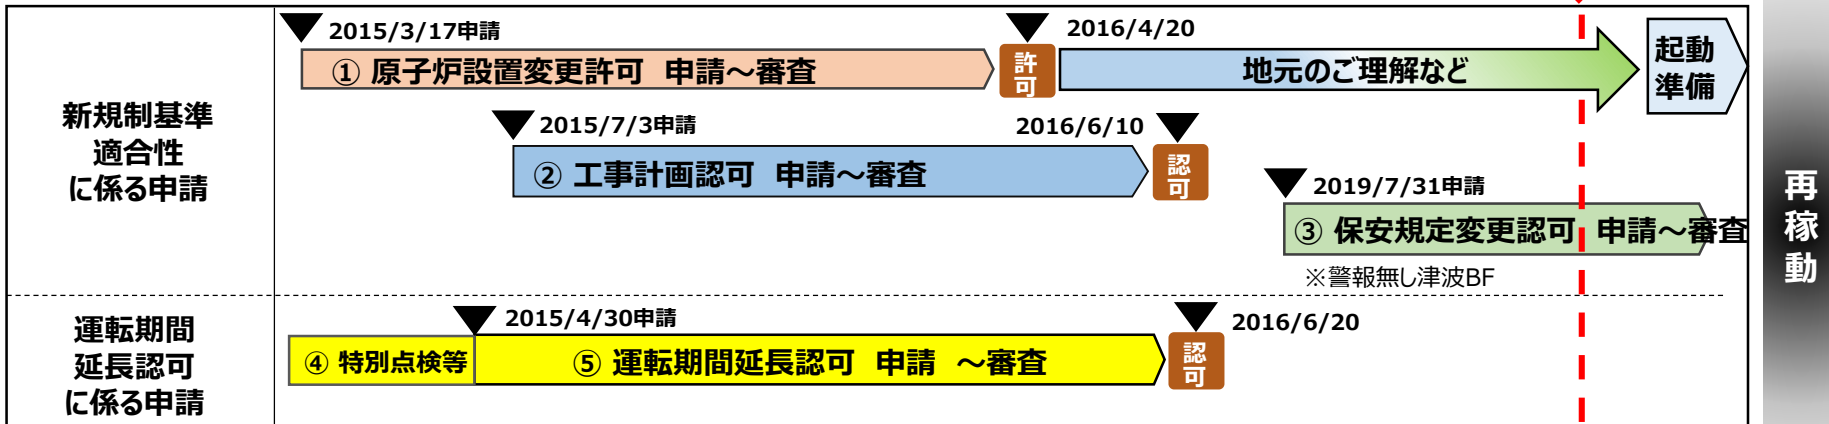 新規制基準
適合性
に係る申請
2015/3/17申請
① 原子炉設置変更許可 申請～審査
許可
2016/4/20
地元のご理解など
起動
準備
2015/7/3申請
② 工事計画認可 申請～審査
2016/6/10
認可
2019/7/31申請
③ 保安規定変更認可 申請～審査
※警報無し津波BF
運転期間
延長認可
に係る申請
④ 特別点検等
2015/4/30申請
⑤ 運転期間延長認可 申請 ～審査
認可
2016/6/20
再稼動